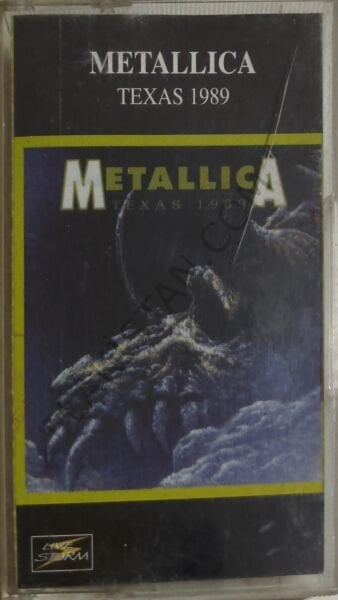 METALLICA
TEXAS 1989
METALLICA
TEXAS 1989
LIVE
STORM